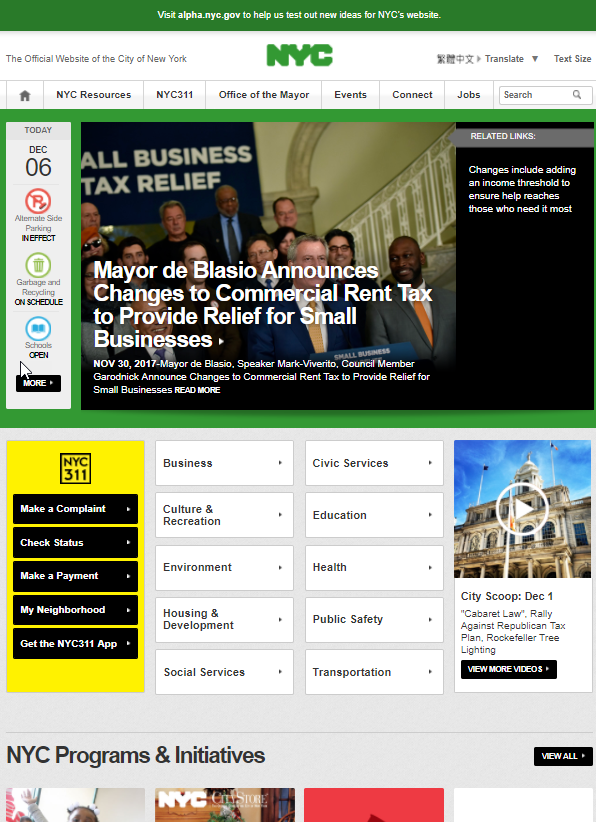 Visit alpha.nyc.gov to help us test out new ideas for NYC's website.
The Official Website of the City of New York
NYC
繁體中文 Translate ▼ Text Size
NYC Resources
NYC311
Office of the Mayor
Events
Connect
Jobs
Search
TODAY
DEC
06
Alternate Side
Parking
IN EFFECT
Garbage and
Recycling
ON SCHEDULE
Schools
OPEN
MORE
ALL BUSINESS
TAX RELIEF
SMALL BUSINESS
Mayor de Blasio Announces
Changes to Commercial Rent Tax
to Provide Relief for Small
Businesses
NOV 30, 2017-Mayor de Blasio, Speaker Mark-Viverito, Council Member
Garodnick Announce Changes to Commercial Rent Tax to Provide Relief for
Small Businesses READ MORE
RELATED LINKS:
Changes include adding
an income threshold to
ensure help reaches
those who need it most
NYC
311
Make a Complaint
Check Status
Make a Payment
My Neighborhood
Get the NYC311 App
Business
Civic Services
Culture &
Recreation
Education
Environment
Health
Housing &
Development
Public Safety
Social Services
Transportation
City Scoop: Dec 1
"Cabaret Law", Rally
Against Republican Tax
Plan, Rockefeller Tree
Lighting
VIEW MORE VIDEOS
NYC Programs & Initiatives
VIEW ALL
NYC CITYSTORE